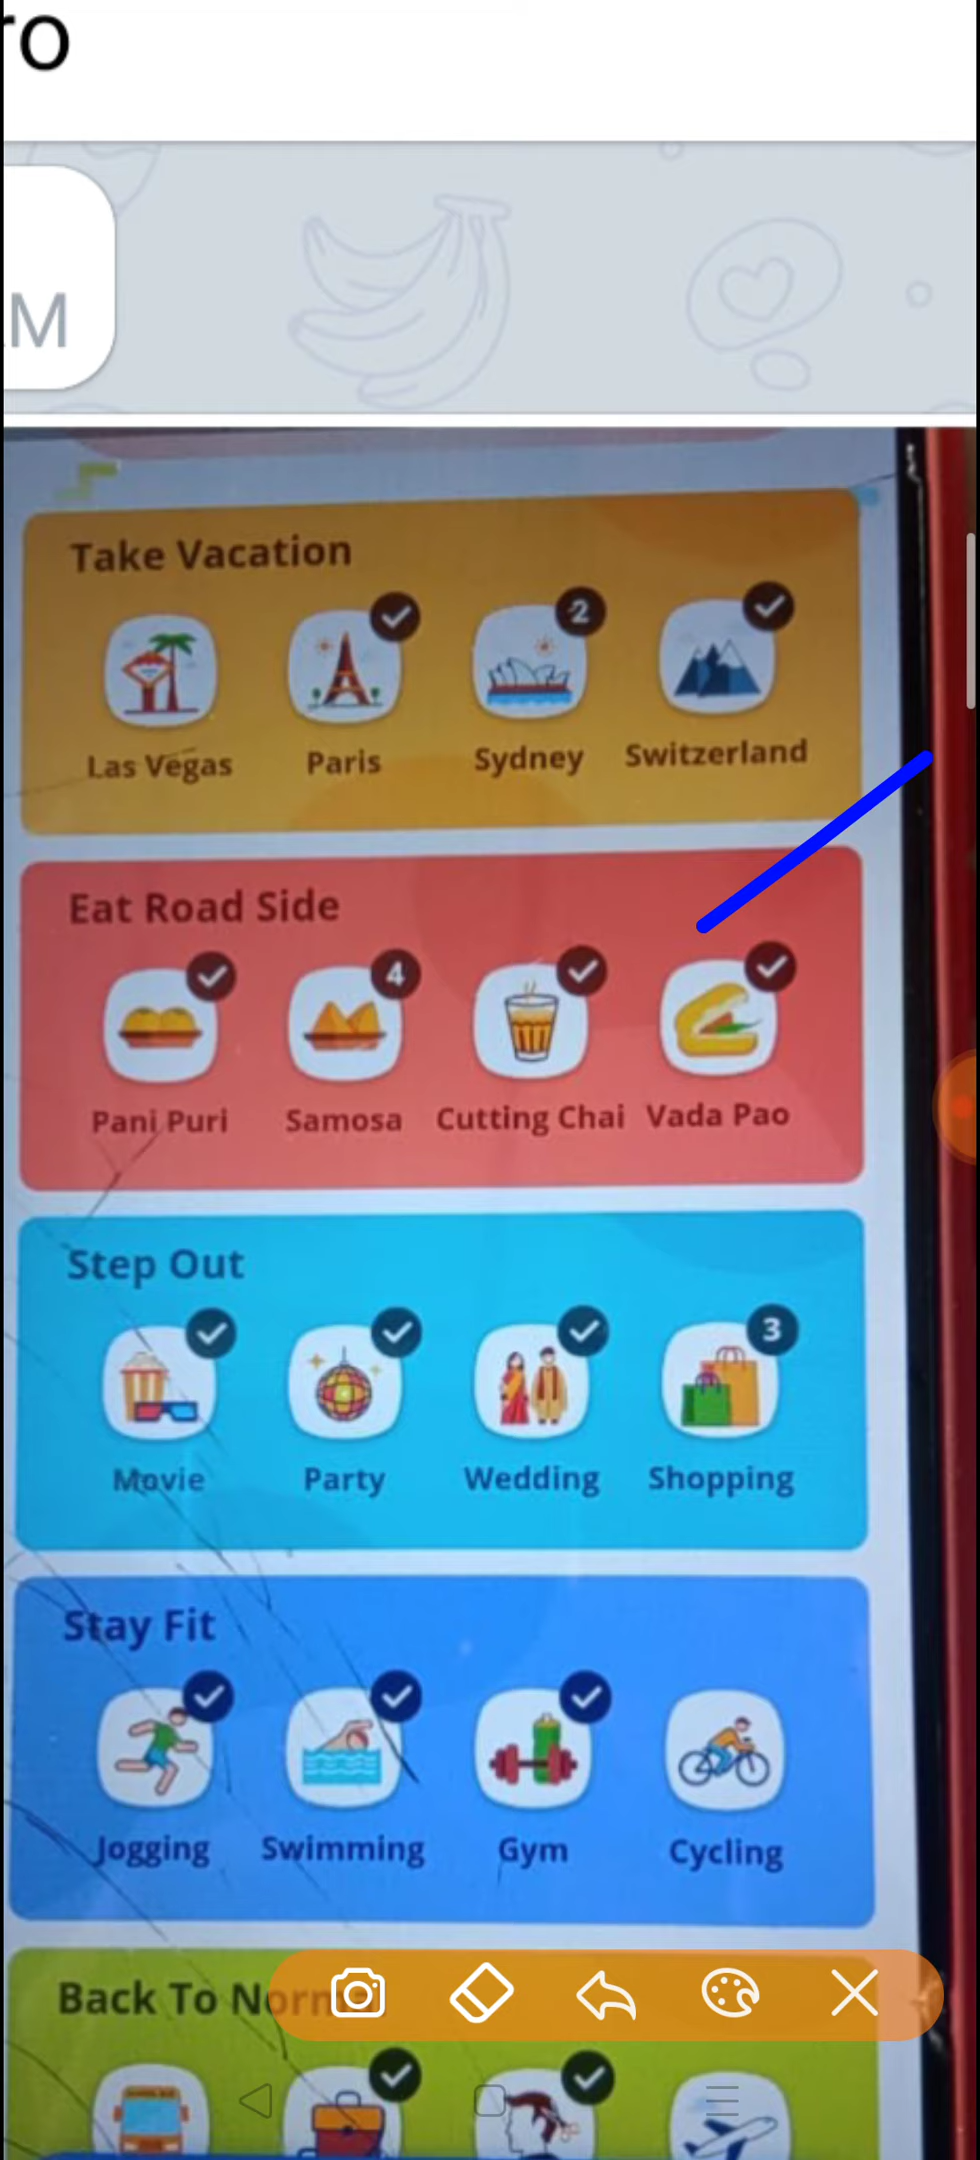 ro
M
Take Vacation
2
Las Vegas Paris Sydney Switzerland
Eat Road Side
4
Pani Puri Samosa Cutting Chai Vada Pao
Step Out
3
Movie Party Wedding Shopping
Stay Fit
Jogging Swimming Gym Cycling
Back To Normal